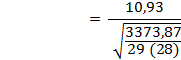 = 10,93
√ 3373,87
29 (28)